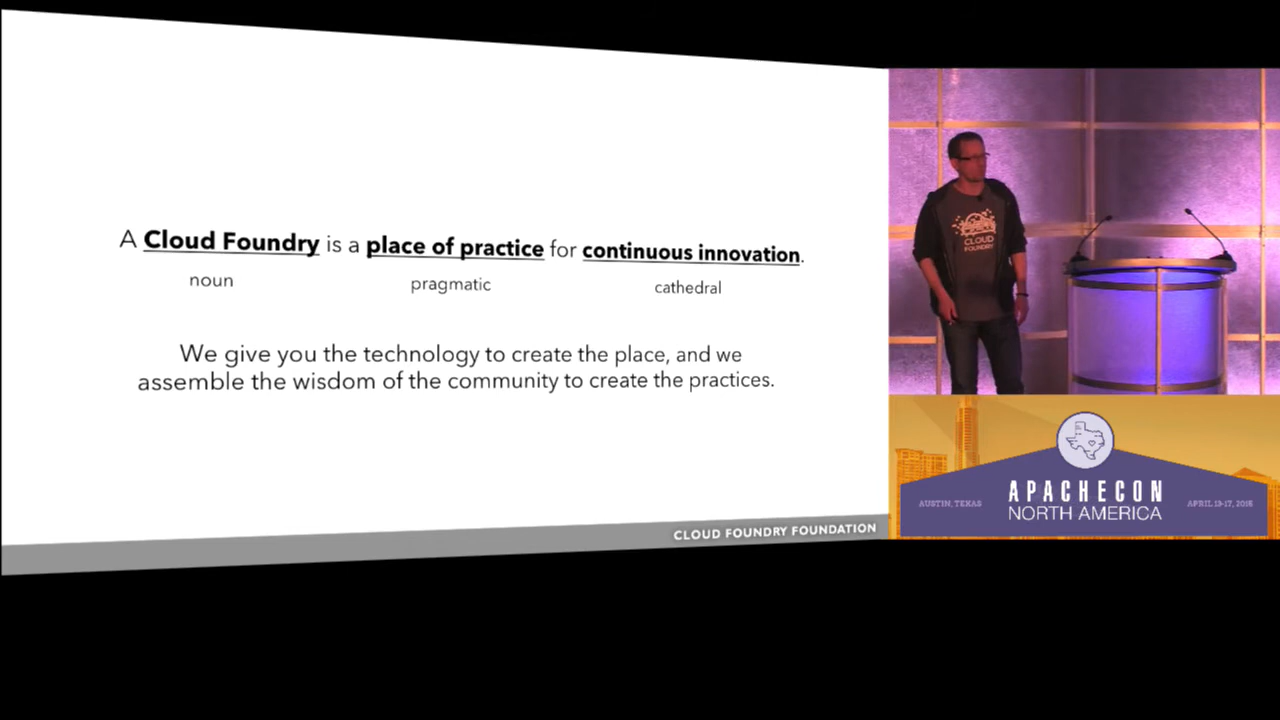 A Cloud Foundry is a place of practice for continuous innovation.
noun pragmatic cathedral
We give you the technology to create the place, and we
assemble the wisdom of the community to create the practices.
CLOUD FOUNDRY FOUNDATION
CLOUD
FOUNDRY
AUSTIN, TEXAS
APACHECON
NORTH AMERICA
APRIL 13-17, 2015